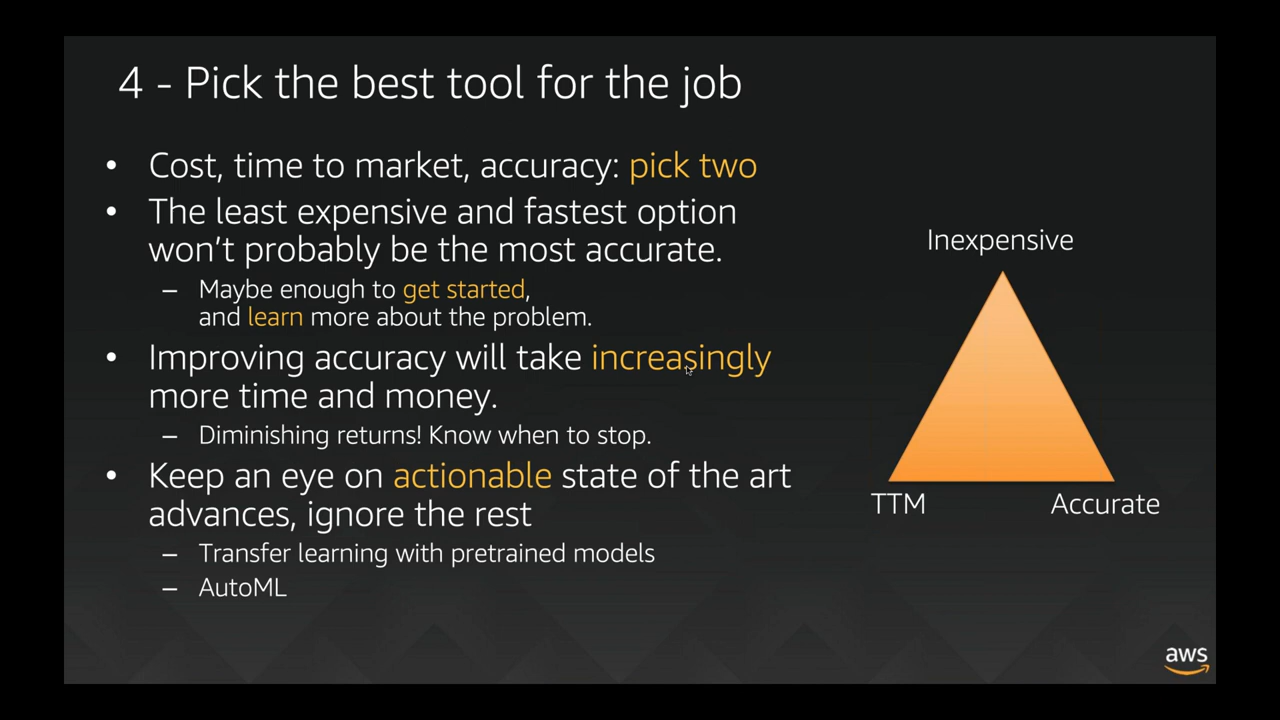 4 - Pick the best tool for the job
• Cost, time to market, accuracy: pick two
• The least expensive and fastest option
won't probably be the most accurate.
– Maybe enough to get started,
and learn more about the problem.
• Improving accuracy will take increasingly
more time and money.
– Diminishing returns! Know when to stop.
• Keep an eye on actionable state of the art
advances, ignore the rest
– Transfer learning with pretrained models
– AutoML
Inexpensive
TTM
Accurate
aws